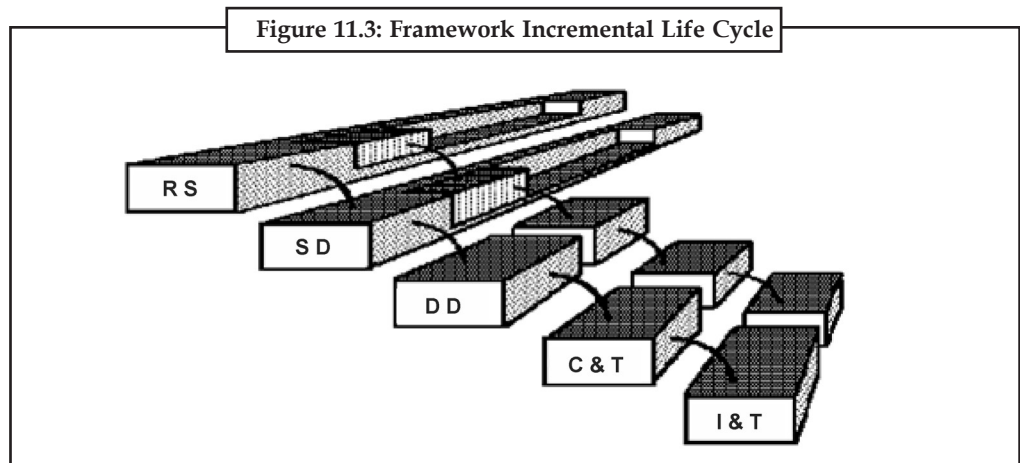 Figure 11.3: Framework Incremental Life Cycle
R S
S D
D D
C & T
I & T